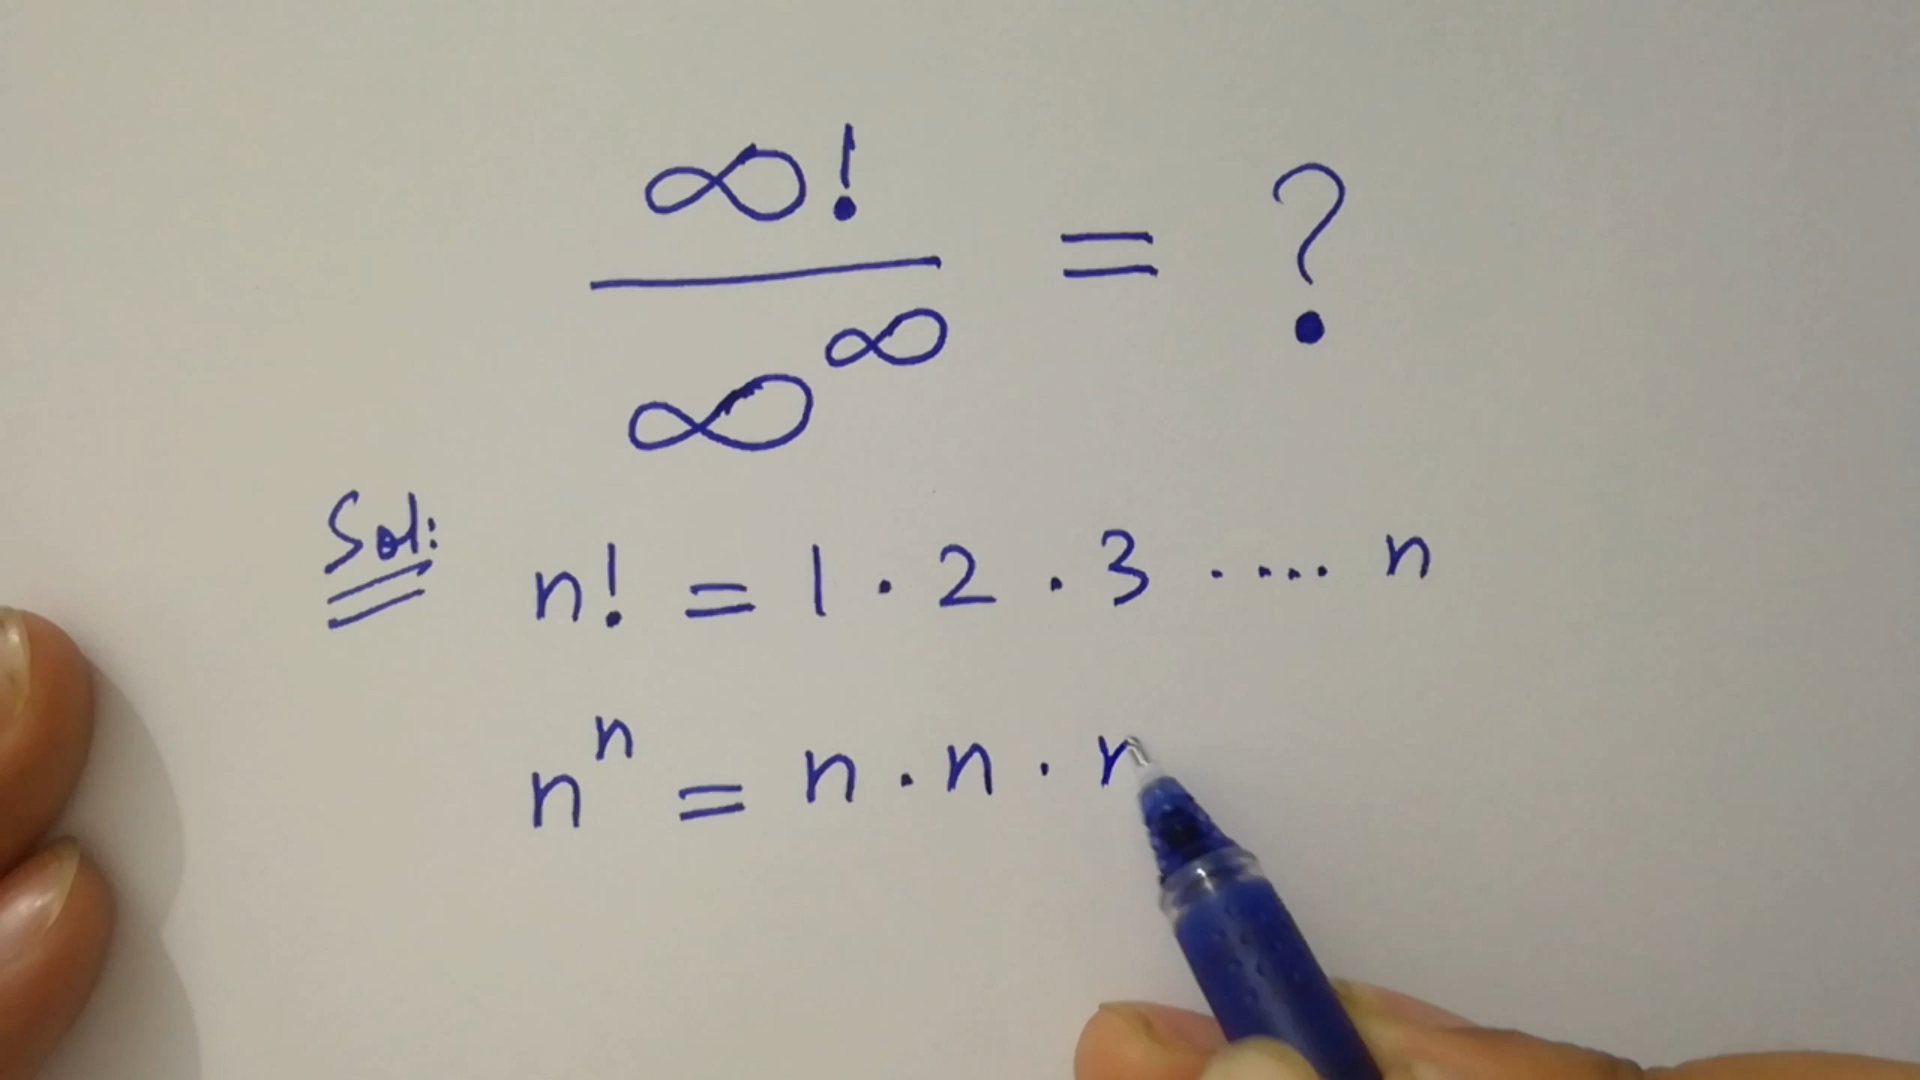 ∞!/∞^∞ = ?
Sol: n! = 1 · 2 · 3 ····· n
n^n = n · n · n